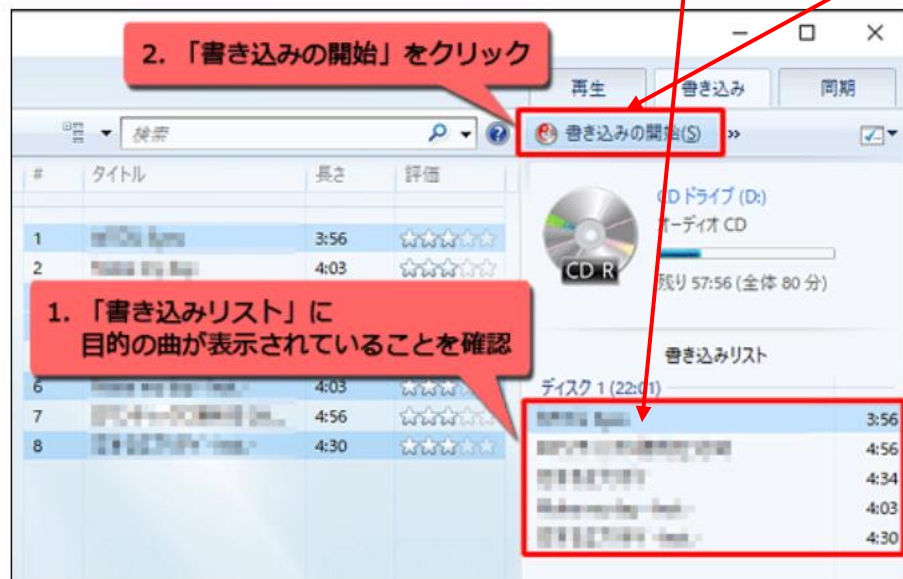 2. 「書き込みの開始」をクリック
再生 書き込み 同期
検索
書き込みの開始(S) »
# タイトル 長さ 評価
CD ドライブ (D:)
オーディオ CD
1 3:56
2 4:03
CD R
残り 57:56 (全体 80 分)
1. 「書き込みリスト」に
目的の曲が表示されていることを確認
書き込みリスト
ディスク 1 (22:01)
6 4:03
7 4:56
8 4:30
3:56
4:56
4:34
4:03
4:30